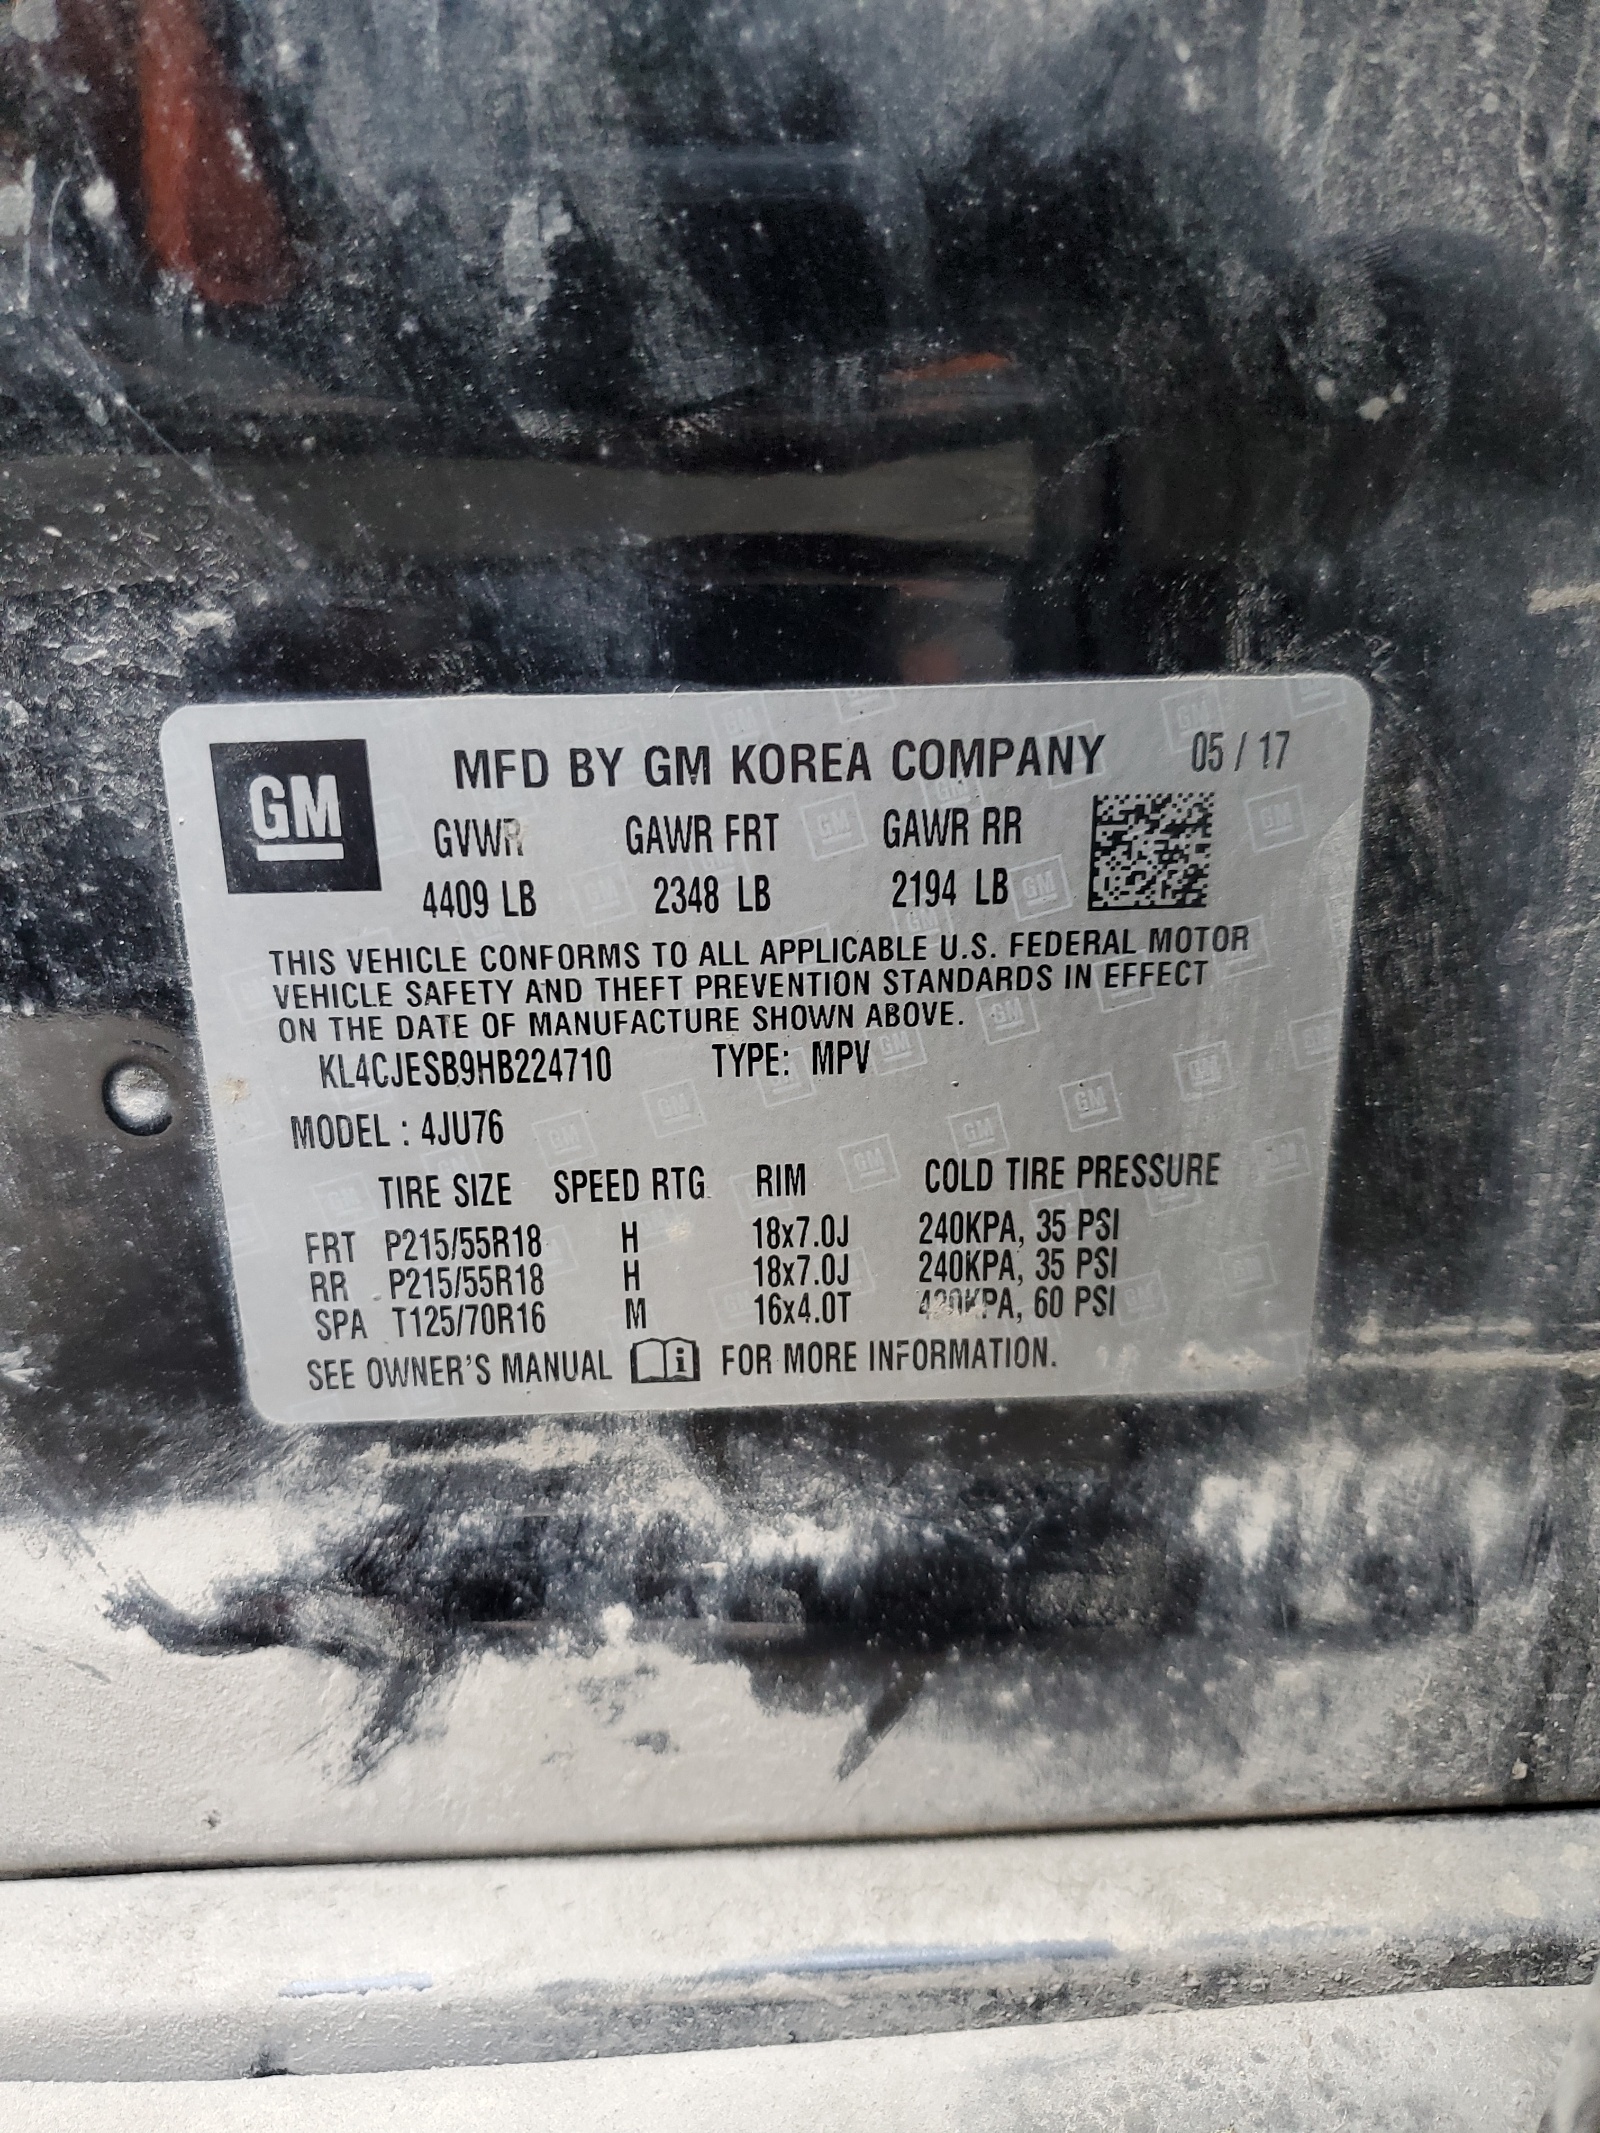 GM
MFD BY GM KOREA COMPANY 05 / 17
GVWR GAWR FRT GAWR RR
4409 LB 2348 LB 2194 LB
THIS VEHICLE CONFORMS TO ALL APPLICABLE U.S. FEDERAL MOTOR
VEHICLE SAFETY AND THEFT PREVENTION STANDARDS IN EFFECT
ON THE DATE OF MANUFACTURE SHOWN ABOVE.
KL4CJESB9HB224710 TYPE: MPV
MODEL : 4JU76
TIRE SIZE SPEED RTG RIM COLD TIRE PRESSURE
FRT P215/55R18 H 18x7.0J 240KPA, 35 PSI
RR P215/55R18 H 18x7.0J 240KPA, 35 PSI
SPA T125/70R16 M 16x4.0T 420KPA, 60 PSI
SEE OWNER'S MANUAL i FOR MORE INFORMATION.